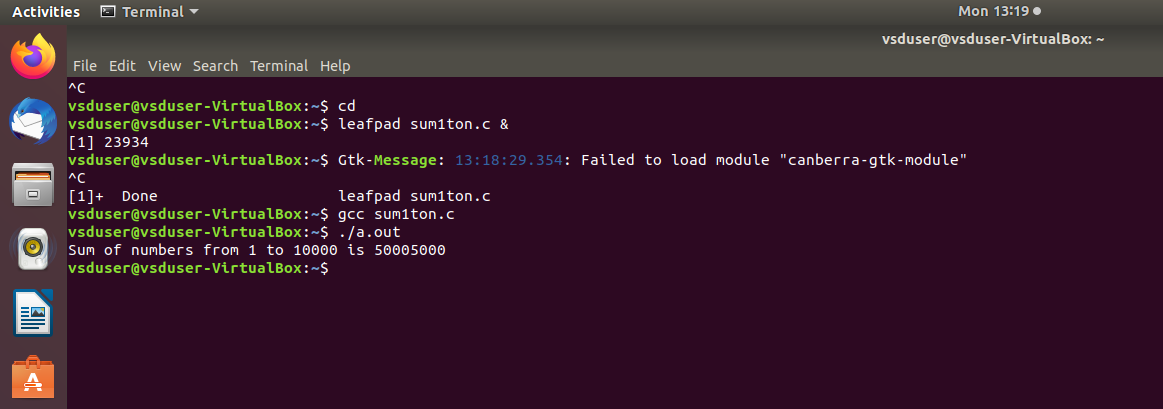 Activities Terminal Mon 13:19
vsduser@vsduser-VirtualBox: ~
File Edit View Search Terminal Help
^C
vsduser@vsduser-VirtualBox:~$ cd
vsduser@vsduser-VirtualBox:~$ leafpad sum1ton.c &
[1] 23934
vsduser@vsduser-VirtualBox:~$ Gtk-Message: 13:18:29.354: Failed to load module "canberra-gtk-module"
^C
[1]+  Done                    leafpad sum1ton.c
vsduser@vsduser-VirtualBox:~$ gcc sum1ton.c
vsduser@vsduser-VirtualBox:~$ ./a.out
Sum of numbers from 1 to 10000 is 50005000
vsduser@vsduser-VirtualBox:~$